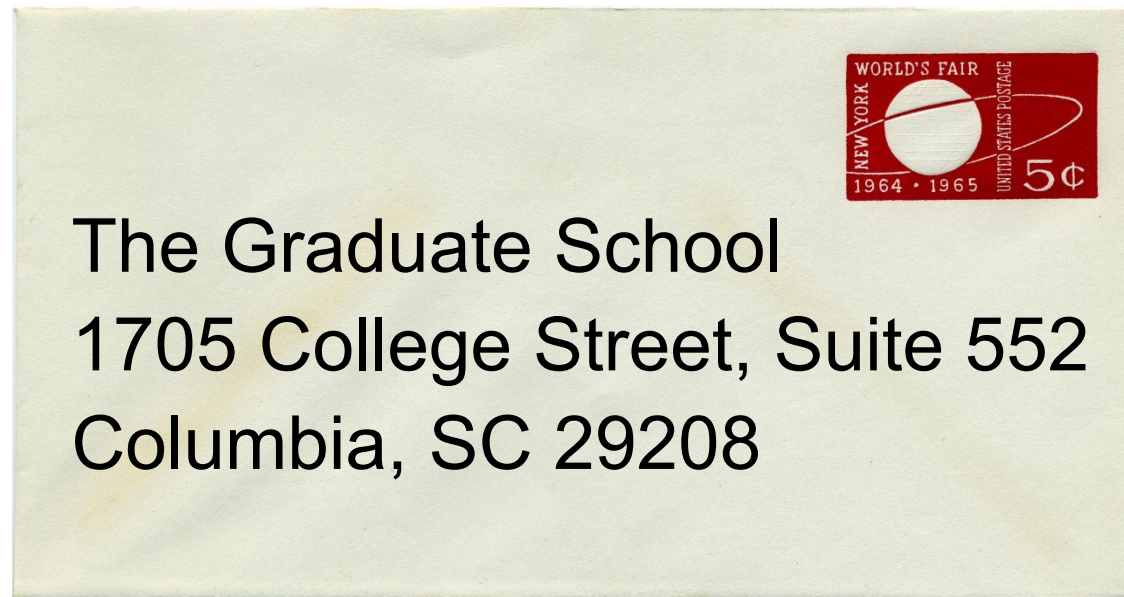 WORLD'S FAIR
NEW YORK
UNITED STATES POSTAGE
1964 • 1965
5¢
The Graduate School
1705 College Street, Suite 552
Columbia, SC 29208